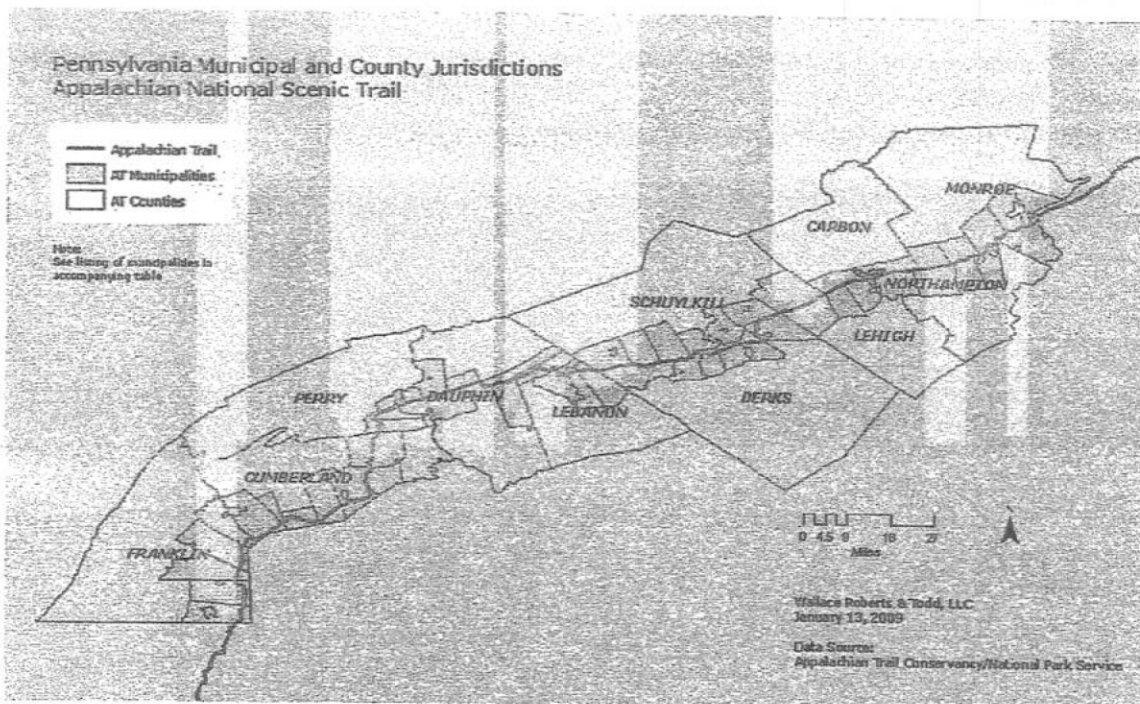 Pennsylvania Municipal and County Jurisdictions
Appalachian National Scenic Trail
Appalachian Trail
AT Municipalities
AT Counties
Note:
See listing of municipalities in
accompanying table
MONROE
CARBON
NORTHAMPTON
SCHUYLKILL
LEHIGH
PERRY
DAUPHIN
LEBANON
BERKS
CUMBERLAND
FRANKLIN
0 4.5 9 18 27
Miles
Wallace Roberts & Todd, LLC
January 13, 2009
Data Source:
Appalachian Trail Conservancy/National Park Service